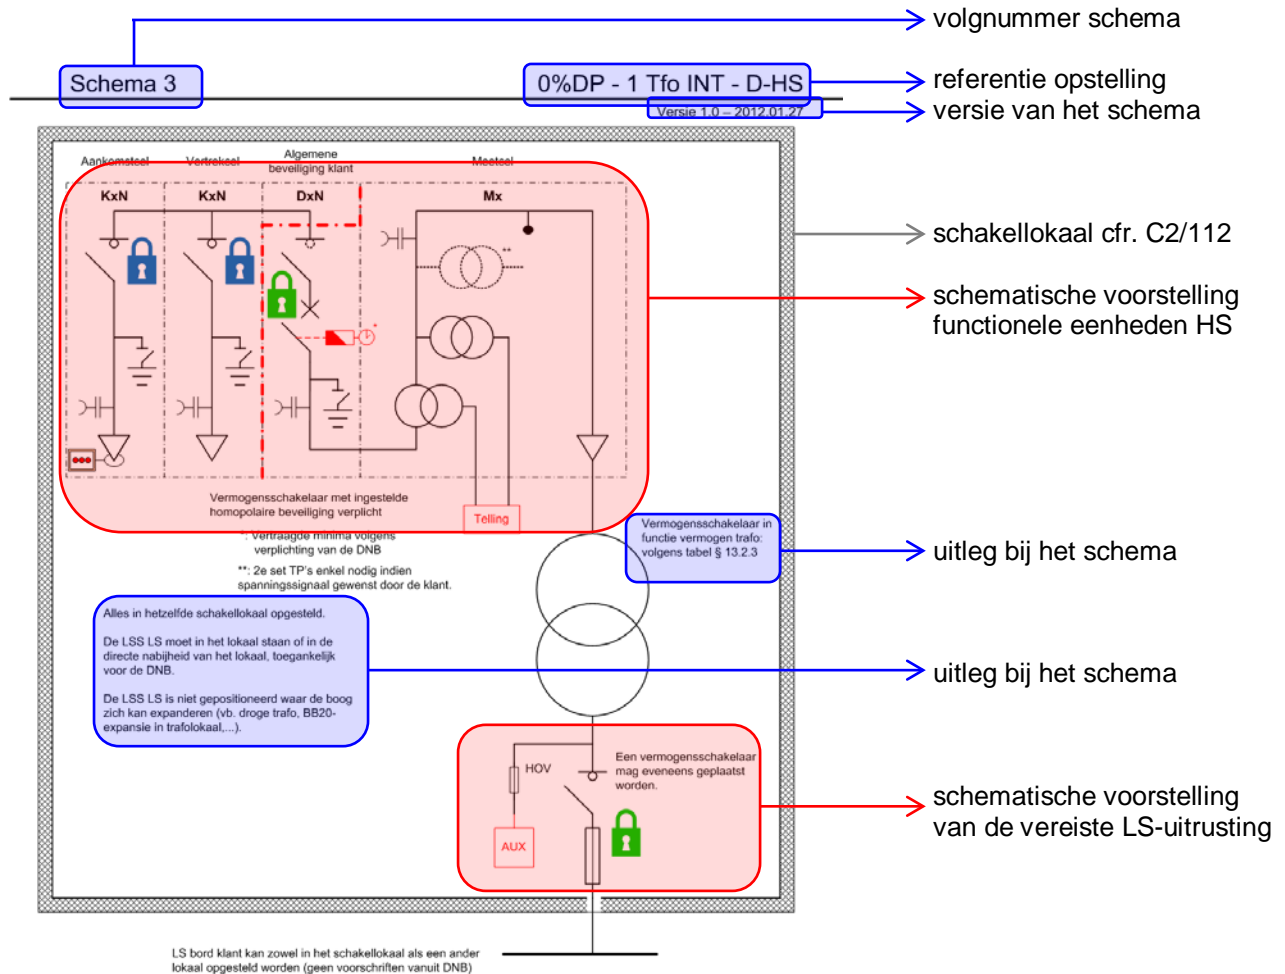 volgnummer schema
Schema 3
0%DP - 1 Tfo INT - D-HS
referentie opstelling
Versie 1.0 – 2012.01.27
versie van het schema
Aankomstcel
Vertrekcel
Algemene
beveiliging klant
Meetcel
KxN
KxN
DxN
Mx
schakellokaal cfr. C2/112
**
schematische voorstelling
functionele eenheden HS
*
Vermogensschakelaar met ingestelde
homopolaire beveiliging verplicht
Telling
*: Vertraagde minima volgens
verplichting van de DNB
**: 2e set TP's enkel nodig indien
spanningssignaal gewenst door de klant.
Vermogensschakelaar in
functie vermogen trafo:
volgens tabel § 13.2.3
uitleg bij het schema
Alles in hetzelfde schakellokaal opgesteld.
De LSS LS moet in het lokaal staan of in de
directe nabijheid van het lokaal, toegankelijk
voor de DNB.
De LSS LS is niet gepositioneerd waar de boog
zich kan expanderen (vb. droge trafo, BB20-
expansie in trafolokaal,...).
uitleg bij het schema
HOV
Een vermogensschakelaar
mag eveneens geplaatst
worden.
AUX
schematische voorstelling
van de vereiste LS-uitrusting
LS bord klant kan zowel in het schakellokaal als een ander
lokaal opgesteld worden (geen voorschriften vanuit DNB)